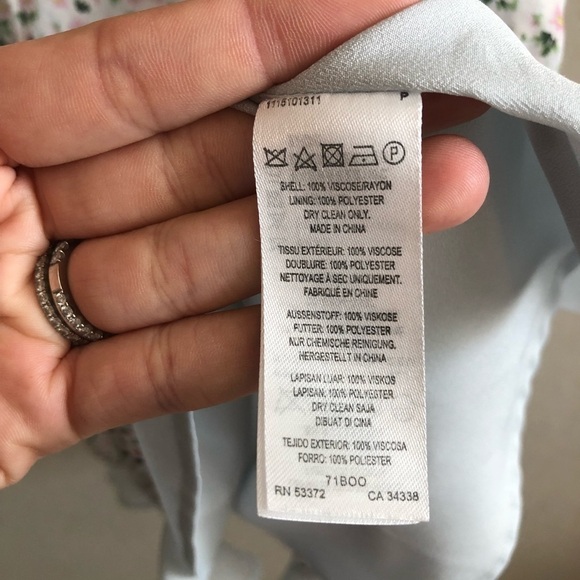 1118101311 P
P
SHELL: 100% VISCOSE/RAYON
LINING: 100% POLYESTER
DRY CLEAN ONLY.
MADE IN CHINA
TISSU EXTÉRIEUR: 100% VISCOSE
DOUBLURE: 100% POLYESTER
NETTOYAGE À SEC UNIQUEMENT.
FABRIQUÉ EN CHINE
AUSSENSTOFF: 100% VISKOSE
FUTTER: 100% POLYESTER
NUR CHEMISCHE REINIGUNG.
HERGESTELLT IN CHINA
LAPISAN LUAR: 100% VISKOS
LAPISAN: 100% POLYESTER
DRY CLEAN SAJA
DIBUAT DI CINA
TEJIDO EXTERIOR: 100% VISCOSA
FORRO: 100% POLIESTER
71BOO
RN 53372 CA 34338